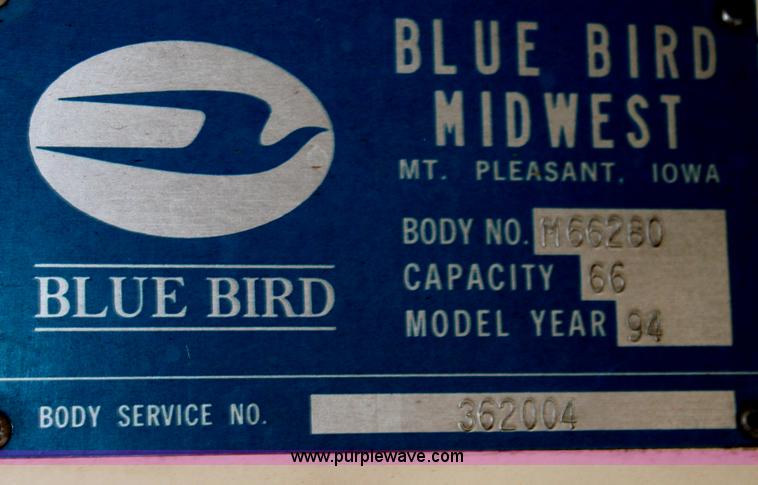 BLUE BIRD
MIDWEST
MT. PLEASANT, IOWA
BODY NO. M66280
CAPACITY 66
MODEL YEAR 94
BLUE BIRD
BODY SERVICE NO. 362004
www.purplewave.com